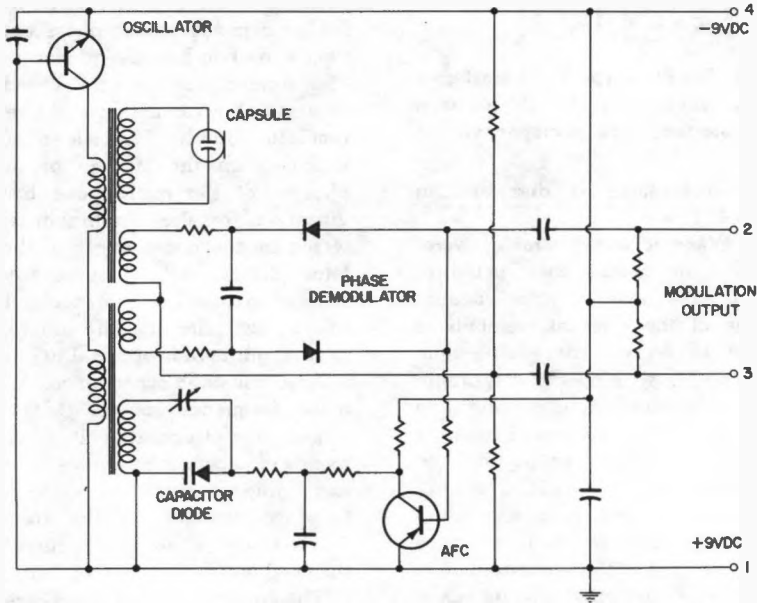 OSCILLATOR
4
−9VDC
CAPSULE
2
PHASE
DEMODULATOR
MODULATION
OUTPUT
3
CAPACITOR
DIODE
AFC
+9VDC
1